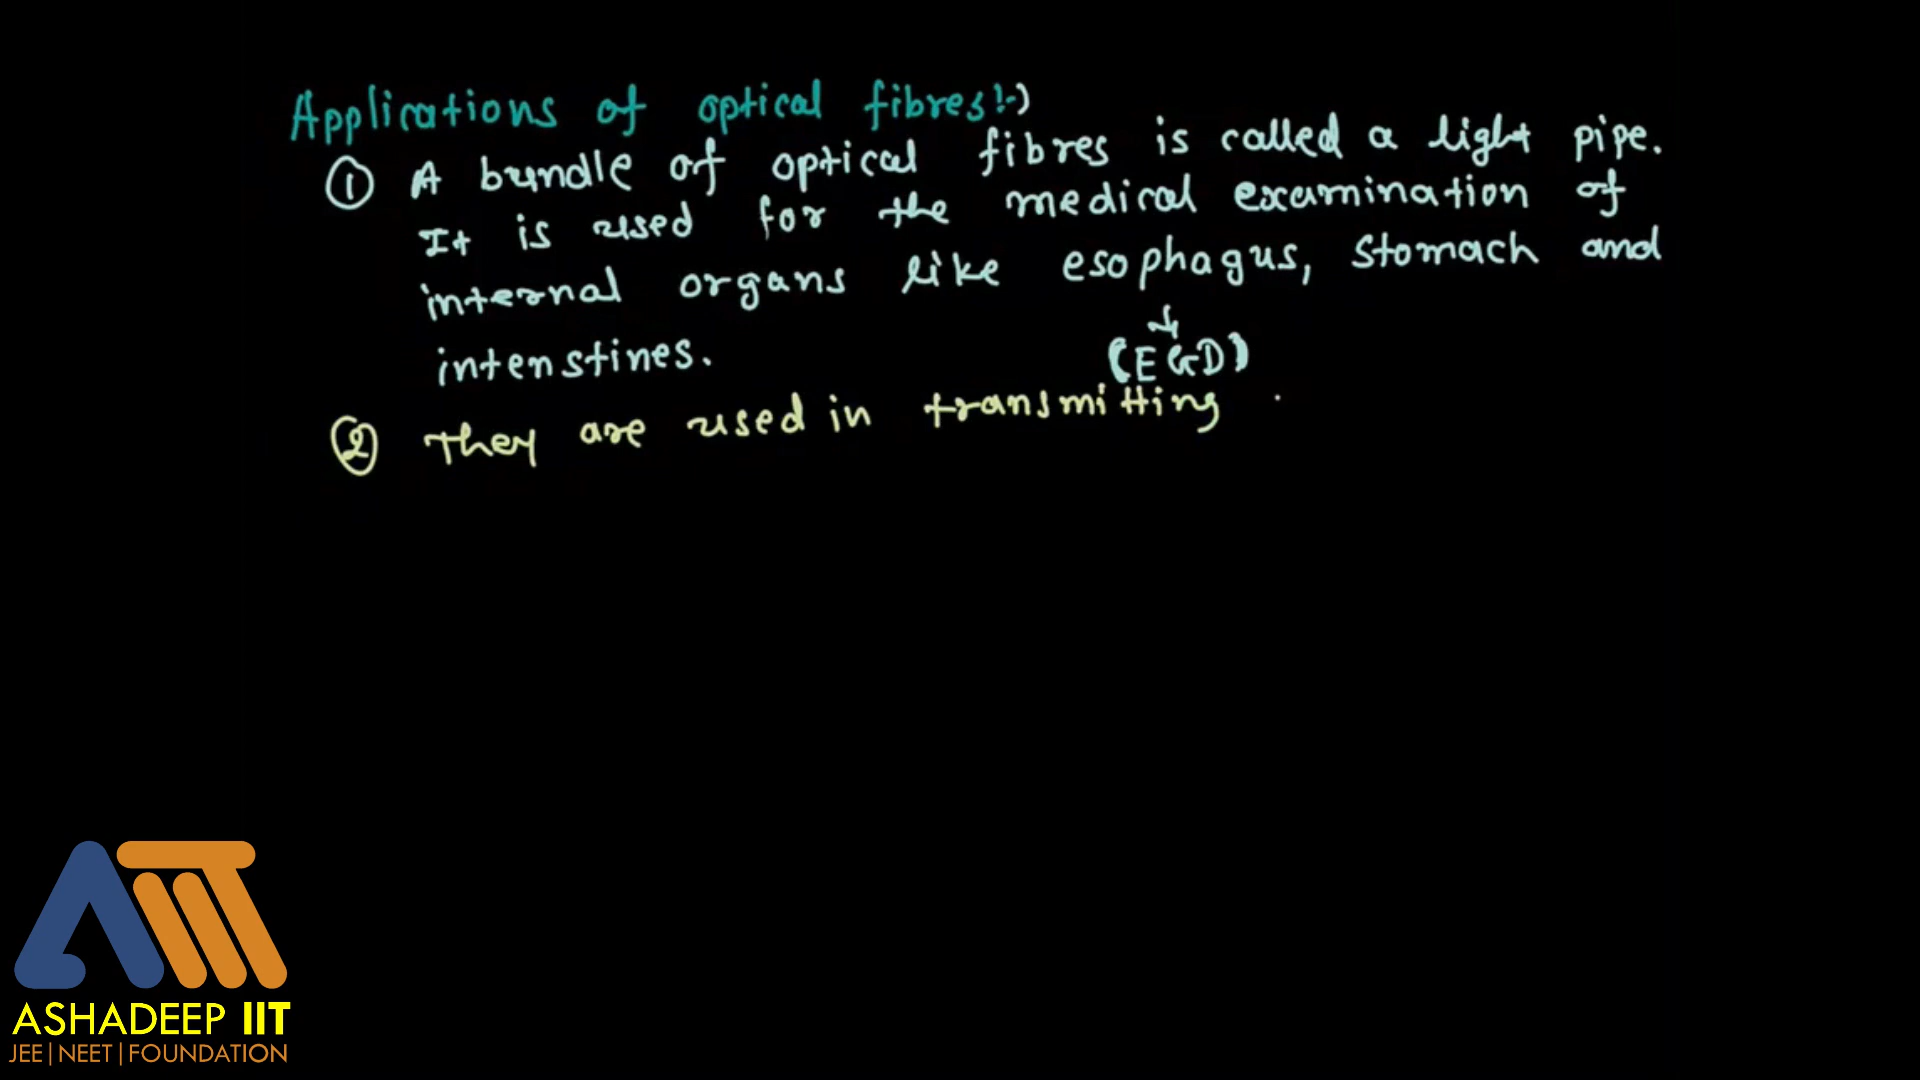 Applications of optical fibres:-)
① A bundle of optical fibres is called a light pipe.
It is used for the medical examination of
internal organs like esophagus, stomach and
intenstines.
(EGD)
② They are used in transmitting
ASHADEEP IIT
JEE|NEET|FOUNDATION